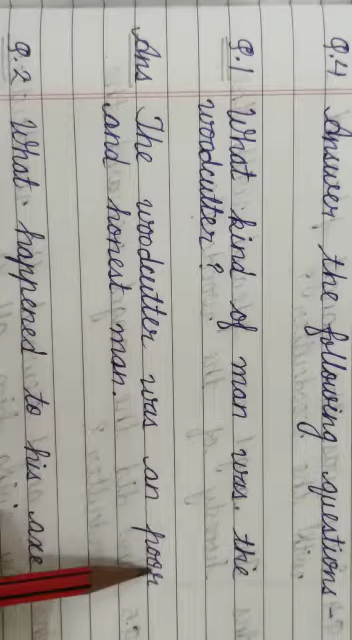 Q.4 Answer the following questions-
Q.1 What kind of man was the
woodcutter?
Ans The woodcutter was an poor
and honest man.
Q.2 What happened to his axe